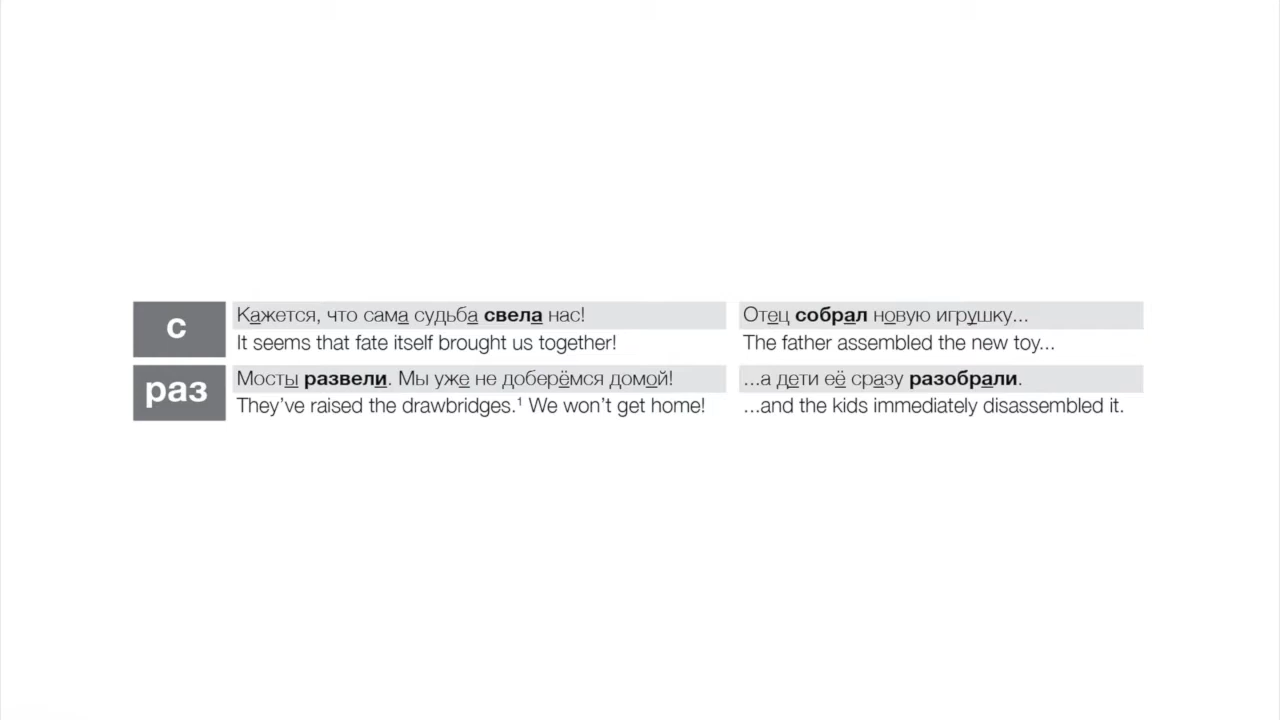 с
Кажется, что сама судьба свела нас!
It seems that fate itself brought us together!
Отец собрал новую игрушку...
The father assembled the new toy...
раз
Мосты развели. Мы уже не доберёмся домой!
They’ve raised the drawbridges.¹ We won’t get home!
...а дети её сразу разобрали.
...and the kids immediately disassembled it.